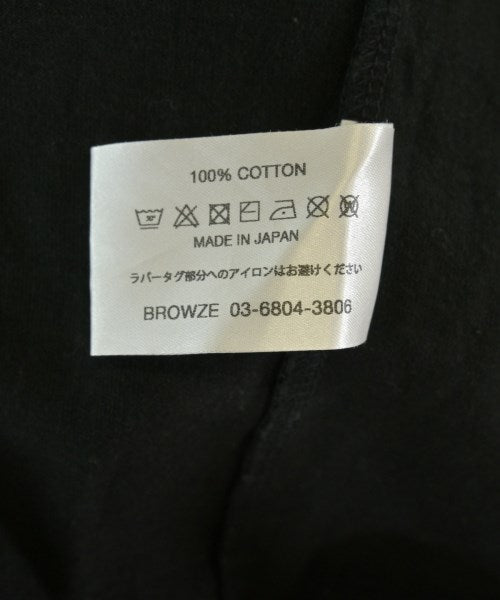 100% COTTON
MADE IN JAPAN
ラバータグ部分へのアイロンはお避けください
BROWZE 03-6804-3806